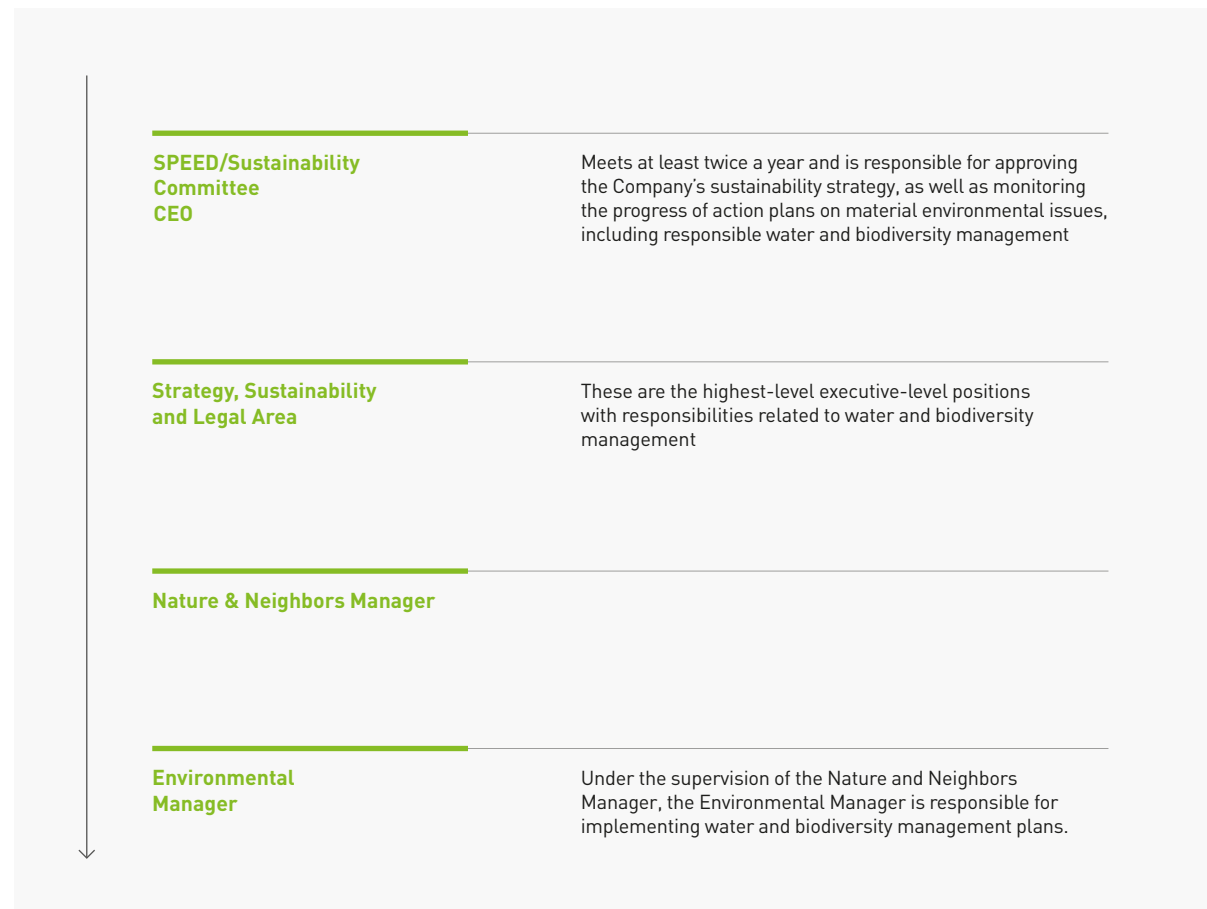 SPEED/Sustainability
Committee
CEO
Meets at least twice a year and is responsible for approving
the Company’s sustainability strategy, as well as monitoring
the progress of action plans on material environmental issues,
including responsible water and biodiversity management
Strategy, Sustainability
and Legal Area
These are the highest-level executive-level positions
with responsibilities related to water and biodiversity
management
Nature & Neighbors Manager
Environmental
Manager
Under the supervision of the Nature and Neighbors
Manager, the Environmental Manager is responsible for
implementing water and biodiversity management plans.